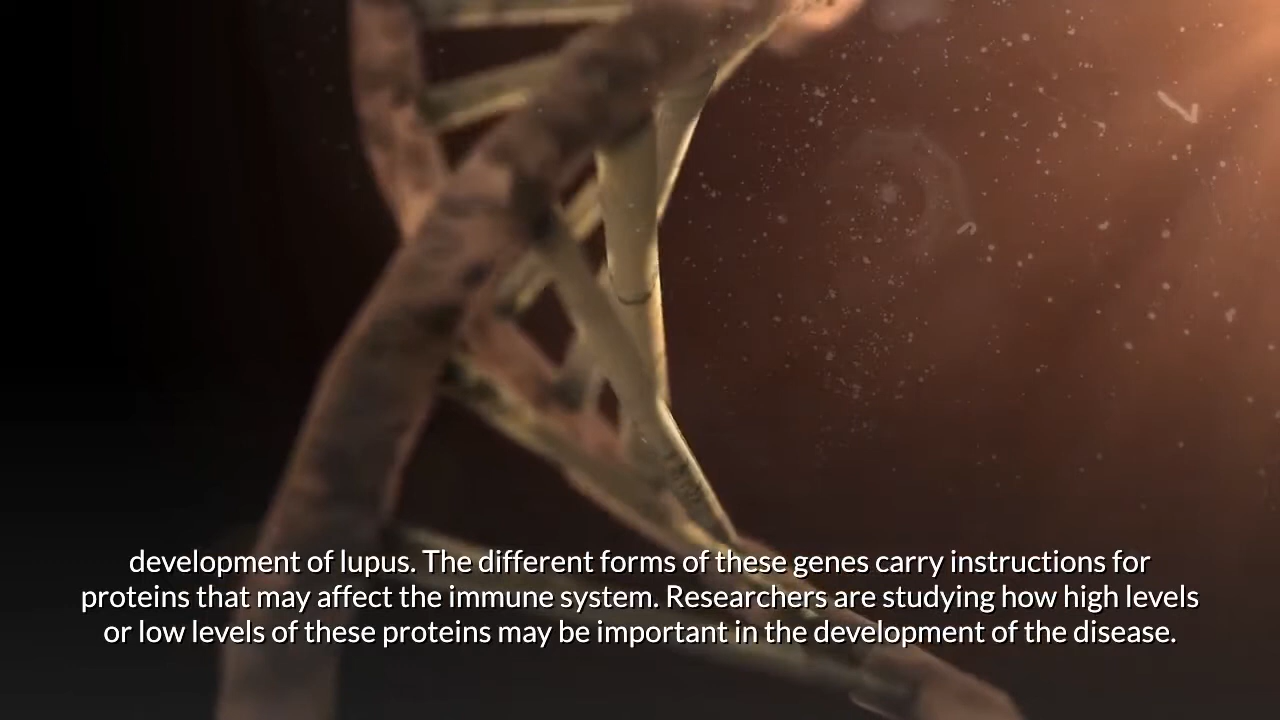 development of lupus. The different forms of these genes carry instructions for
proteins that may affect the immune system. Researchers are studying how high levels
or low levels of these proteins may be important in the development of the disease.